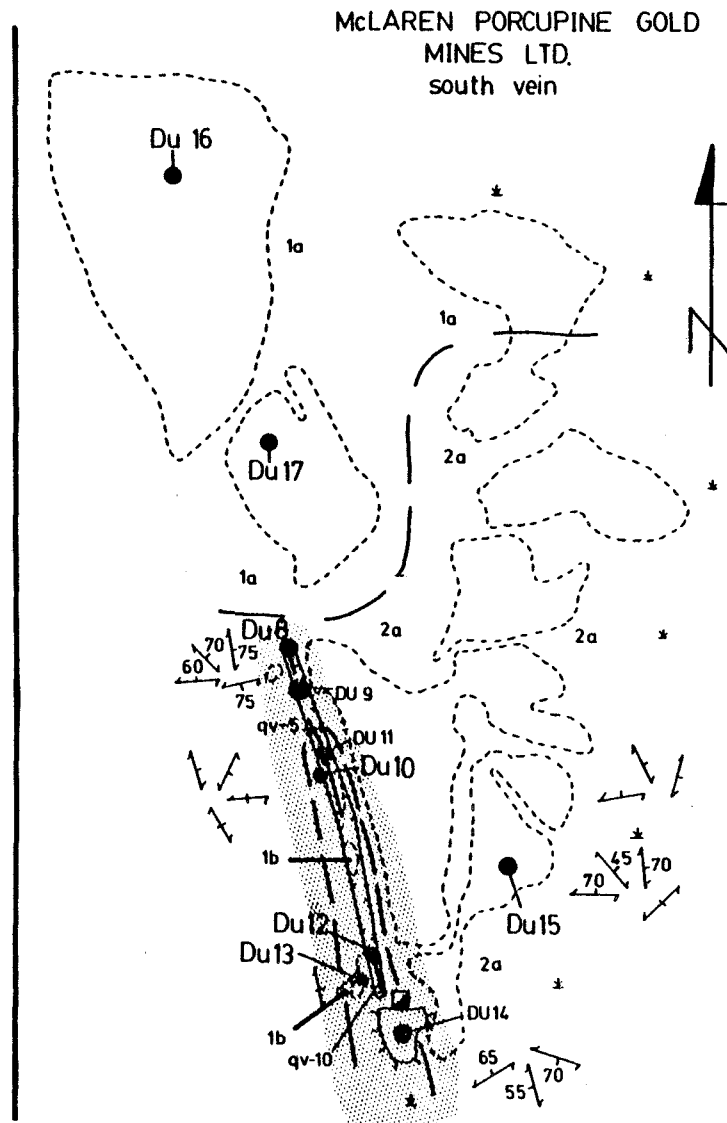 McLAREN PORCUPINE GOLD
MINES LTD.
south vein
Du 16
1a
1a
N
Du 17
2a
1a
2a
2a
Du 8
70
75
60
75
DU 9
qv-5
DU 11
Du 10
1b
45
70
70
Du 15
Du 12
Du 13
2a
DU 14
1b
qv-10
65
70
55